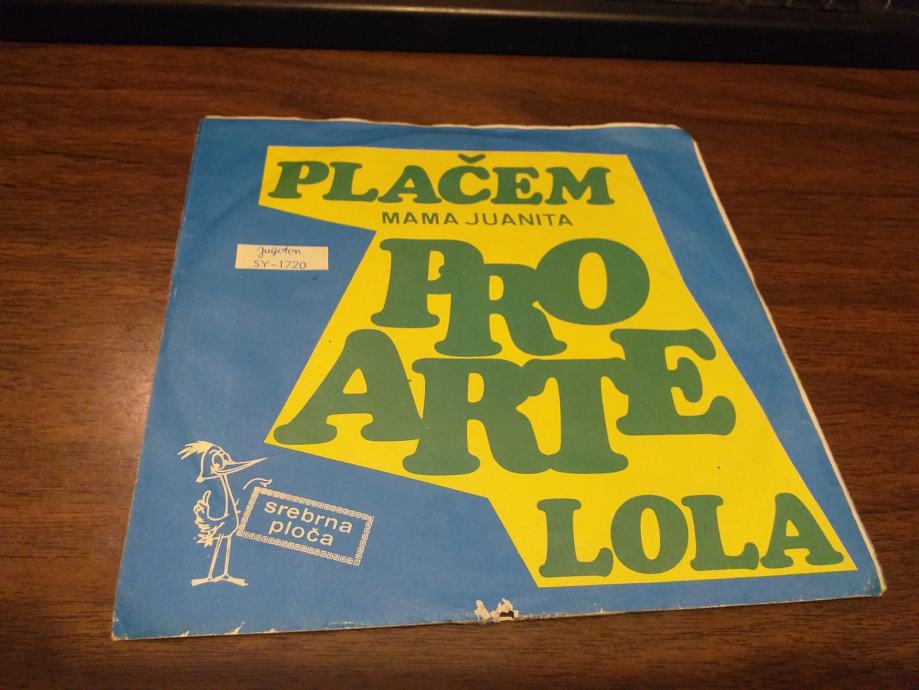 PLAČEM
MAMA JUANITA
Jugoton
SY-1720
PRO
ARTE
srebrna
ploča
LOLA